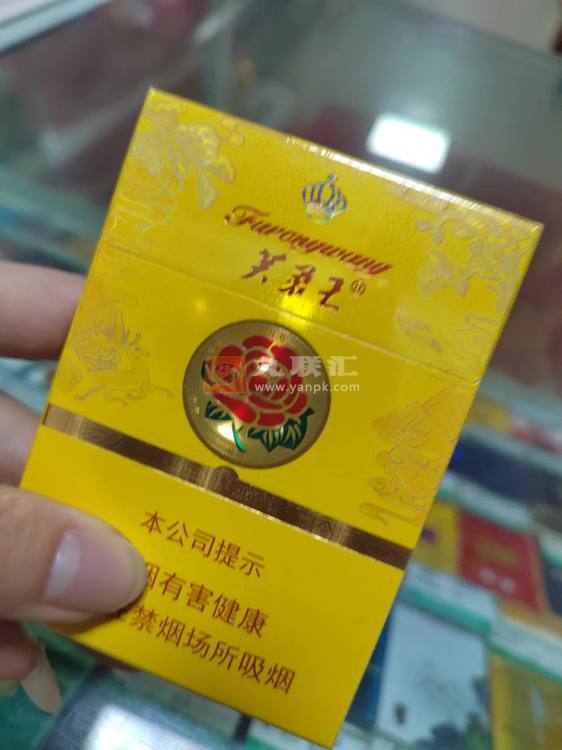 Furongwang
芙蓉王®
联汇
www.yanpk.com
本公司提示
烟有害健康
禁烟场所吸烟